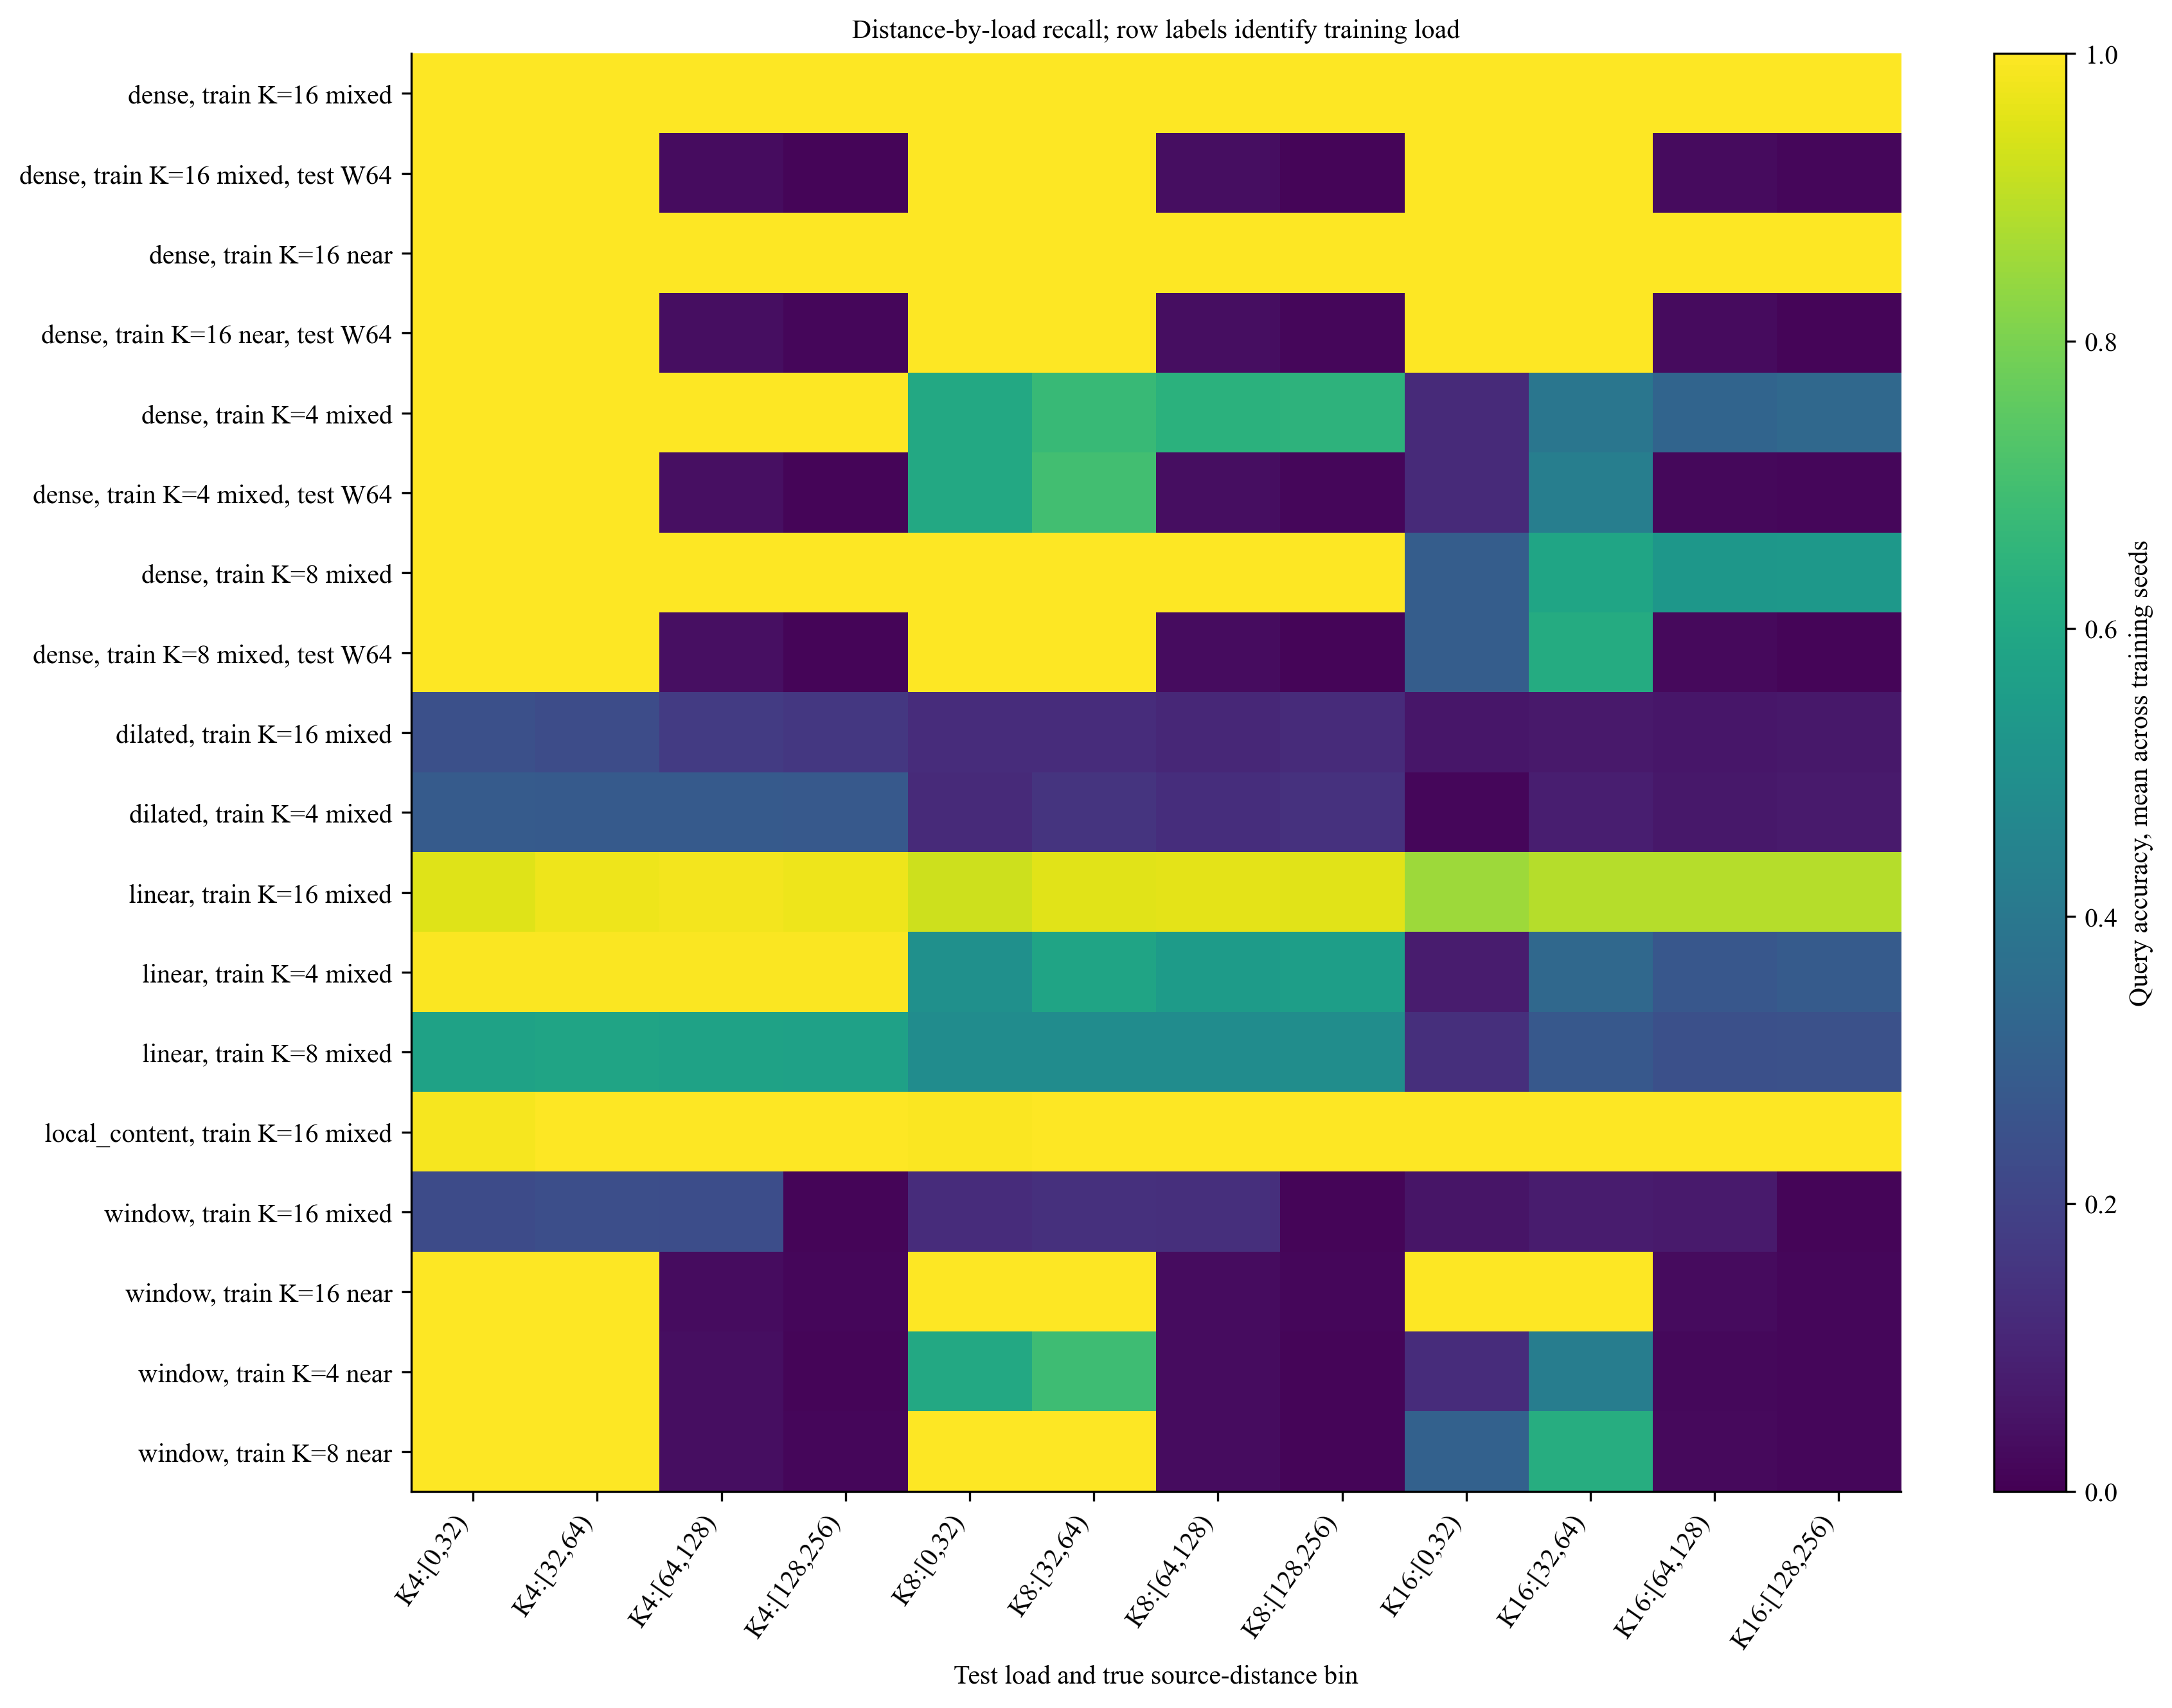 Distance-by-load recall; row labels identify training load
dense, train K=16 mixed
dense, train K=16 mixed, test W64
dense, train K=16 near
dense, train K=16 near, test W64
dense, train K=4 mixed
dense, train K=4 mixed, test W64
dense, train K=8 mixed
dense, train K=8 mixed, test W64
dilated, train K=16 mixed
dilated, train K=4 mixed
linear, train K=16 mixed
linear, train K=4 mixed
linear, train K=8 mixed
local_content, train K=16 mixed
window, train K=16 mixed
window, train K=16 near
window, train K=4 near
window, train K=8 near
K4:[0,32)
K4:[32,64)
K4:[64,128)
K4:[128,256)
K8:[0,32)
K8:[32,64)
K8:[64,128)
K8:[128,256)
K16:[0,32)
K16:[32,64)
K16:[64,128)
K16:[128,256)
Test load and true source-distance bin
1.0
0.8
0.6
0.4
0.2
0.0
Query accuracy, mean across training seeds